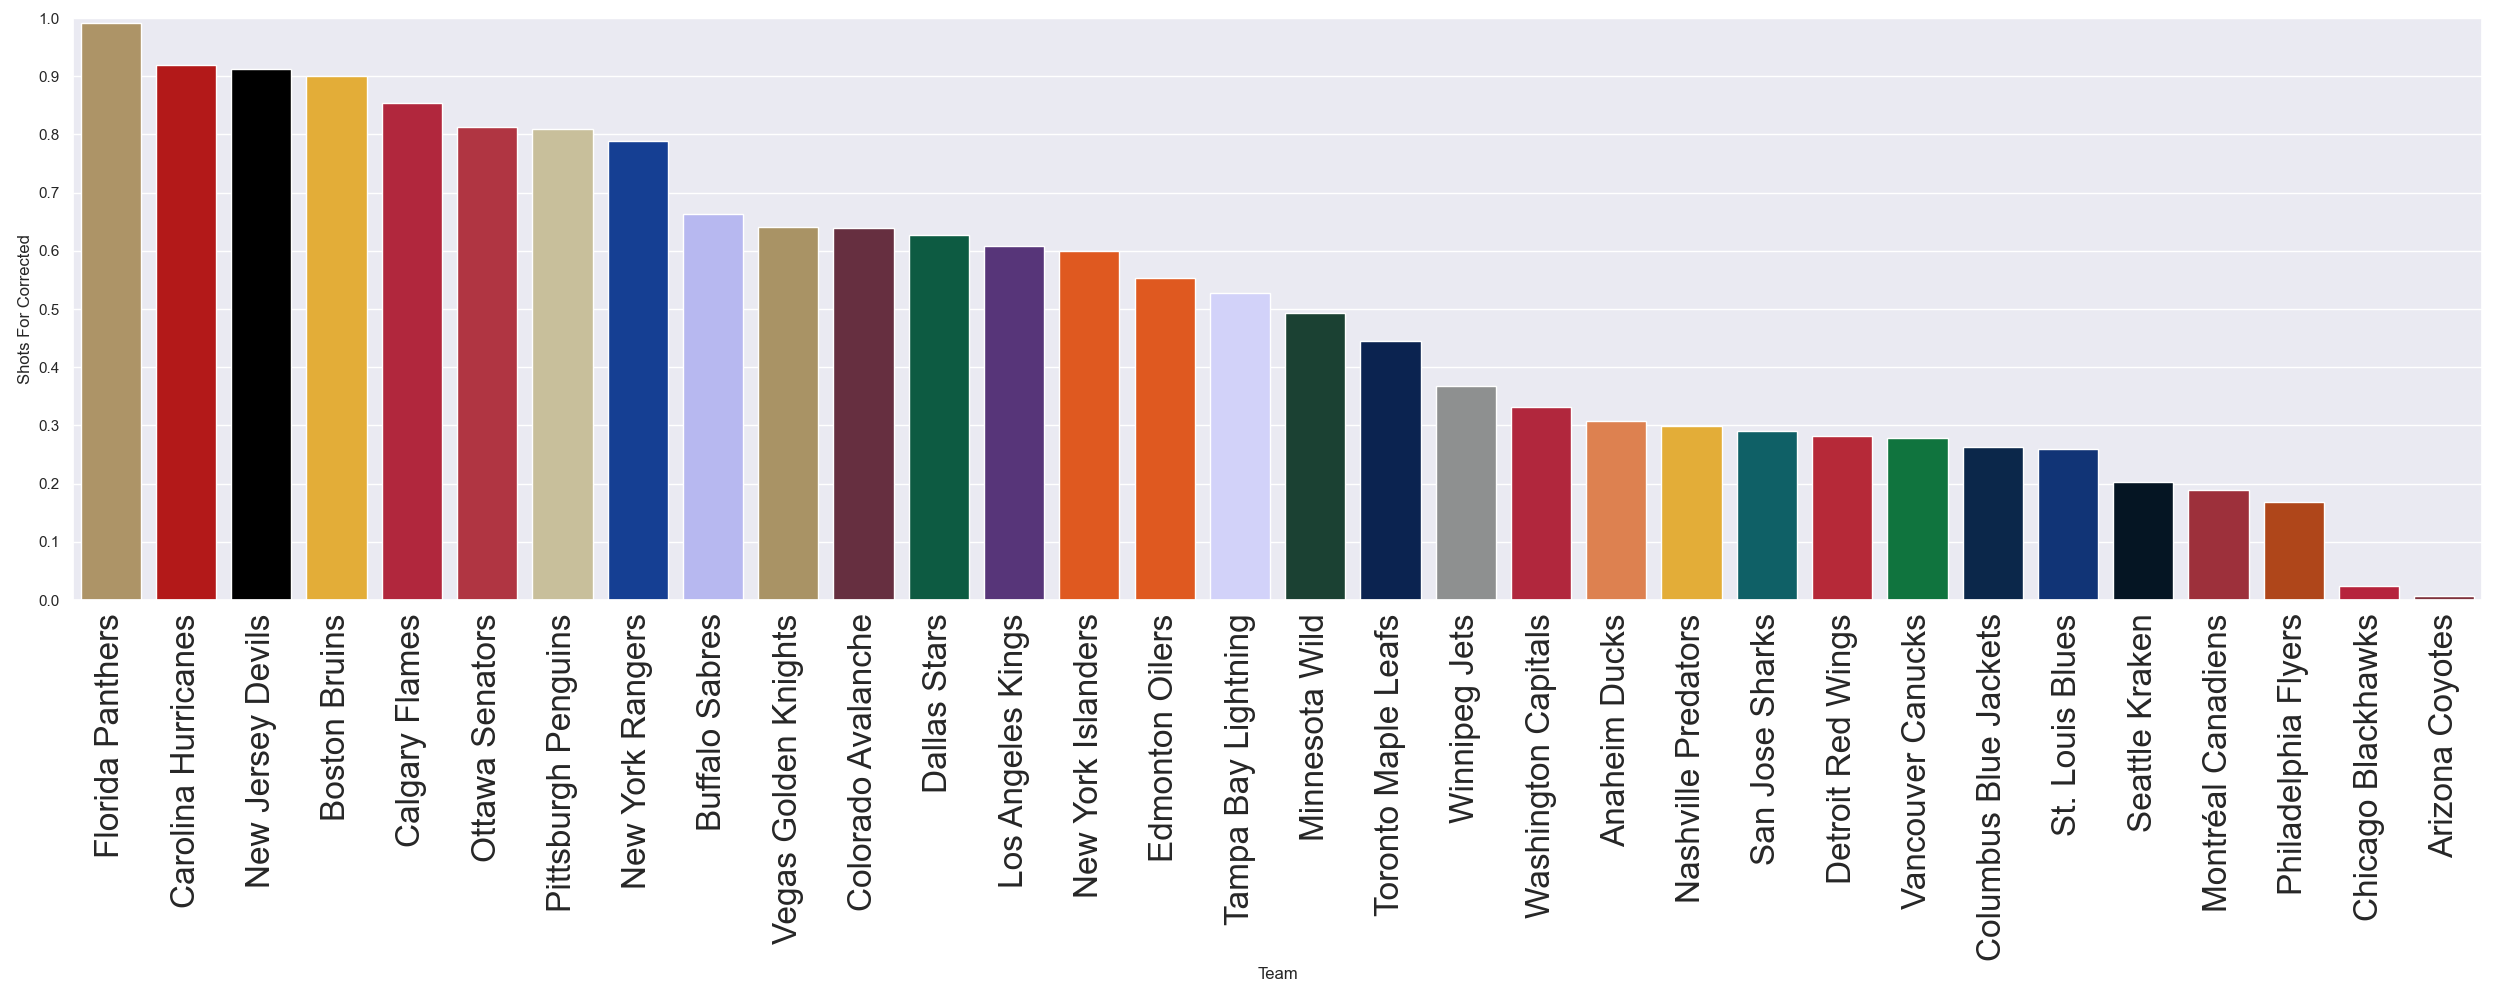 1.0
0.9
0.8
0.7
0.6
0.5
0.4
0.3
0.2
0.1
0.0
Shots For Corrected
Florida Panthers
Carolina Hurricanes
New Jersey Devils
Boston Bruins
Calgary Flames
Ottawa Senators
Pittsburgh Penguins
New York Rangers
Buffalo Sabres
Vegas Golden Knights
Colorado Avalanche
Dallas Stars
Los Angeles Kings
New York Islanders
Edmonton Oilers
Tampa Bay Lightning
Minnesota Wild
Toronto Maple Leafs
Winnipeg Jets
Washington Capitals
Anaheim Ducks
Nashville Predators
San Jose Sharks
Detroit Red Wings
Vancouver Canucks
Columbus Blue Jackets
St. Louis Blues
Seattle Kraken
Montréal Canadiens
Philadelphia Flyers
Chicago Blackhawks
Arizona Coyotes
Team